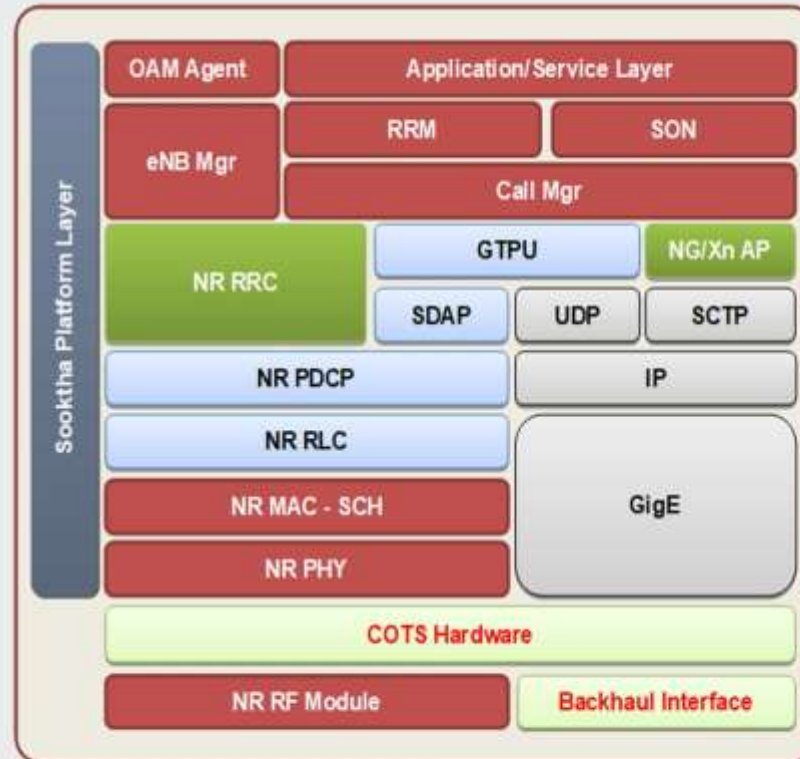 Sooktha Platform Layer
OAM Agent
Application/Service Layer
eNB Mgr
RRM
SON
Call Mgr
NR RRC
GTPU
NG/Xn AP
SDAP
UDP
SCTP
NR PDCP
IP
NR RLC
GigE
NR MAC - SCH
NR PHY
COTS Hardware
NR RF Module
Backhaul Interface